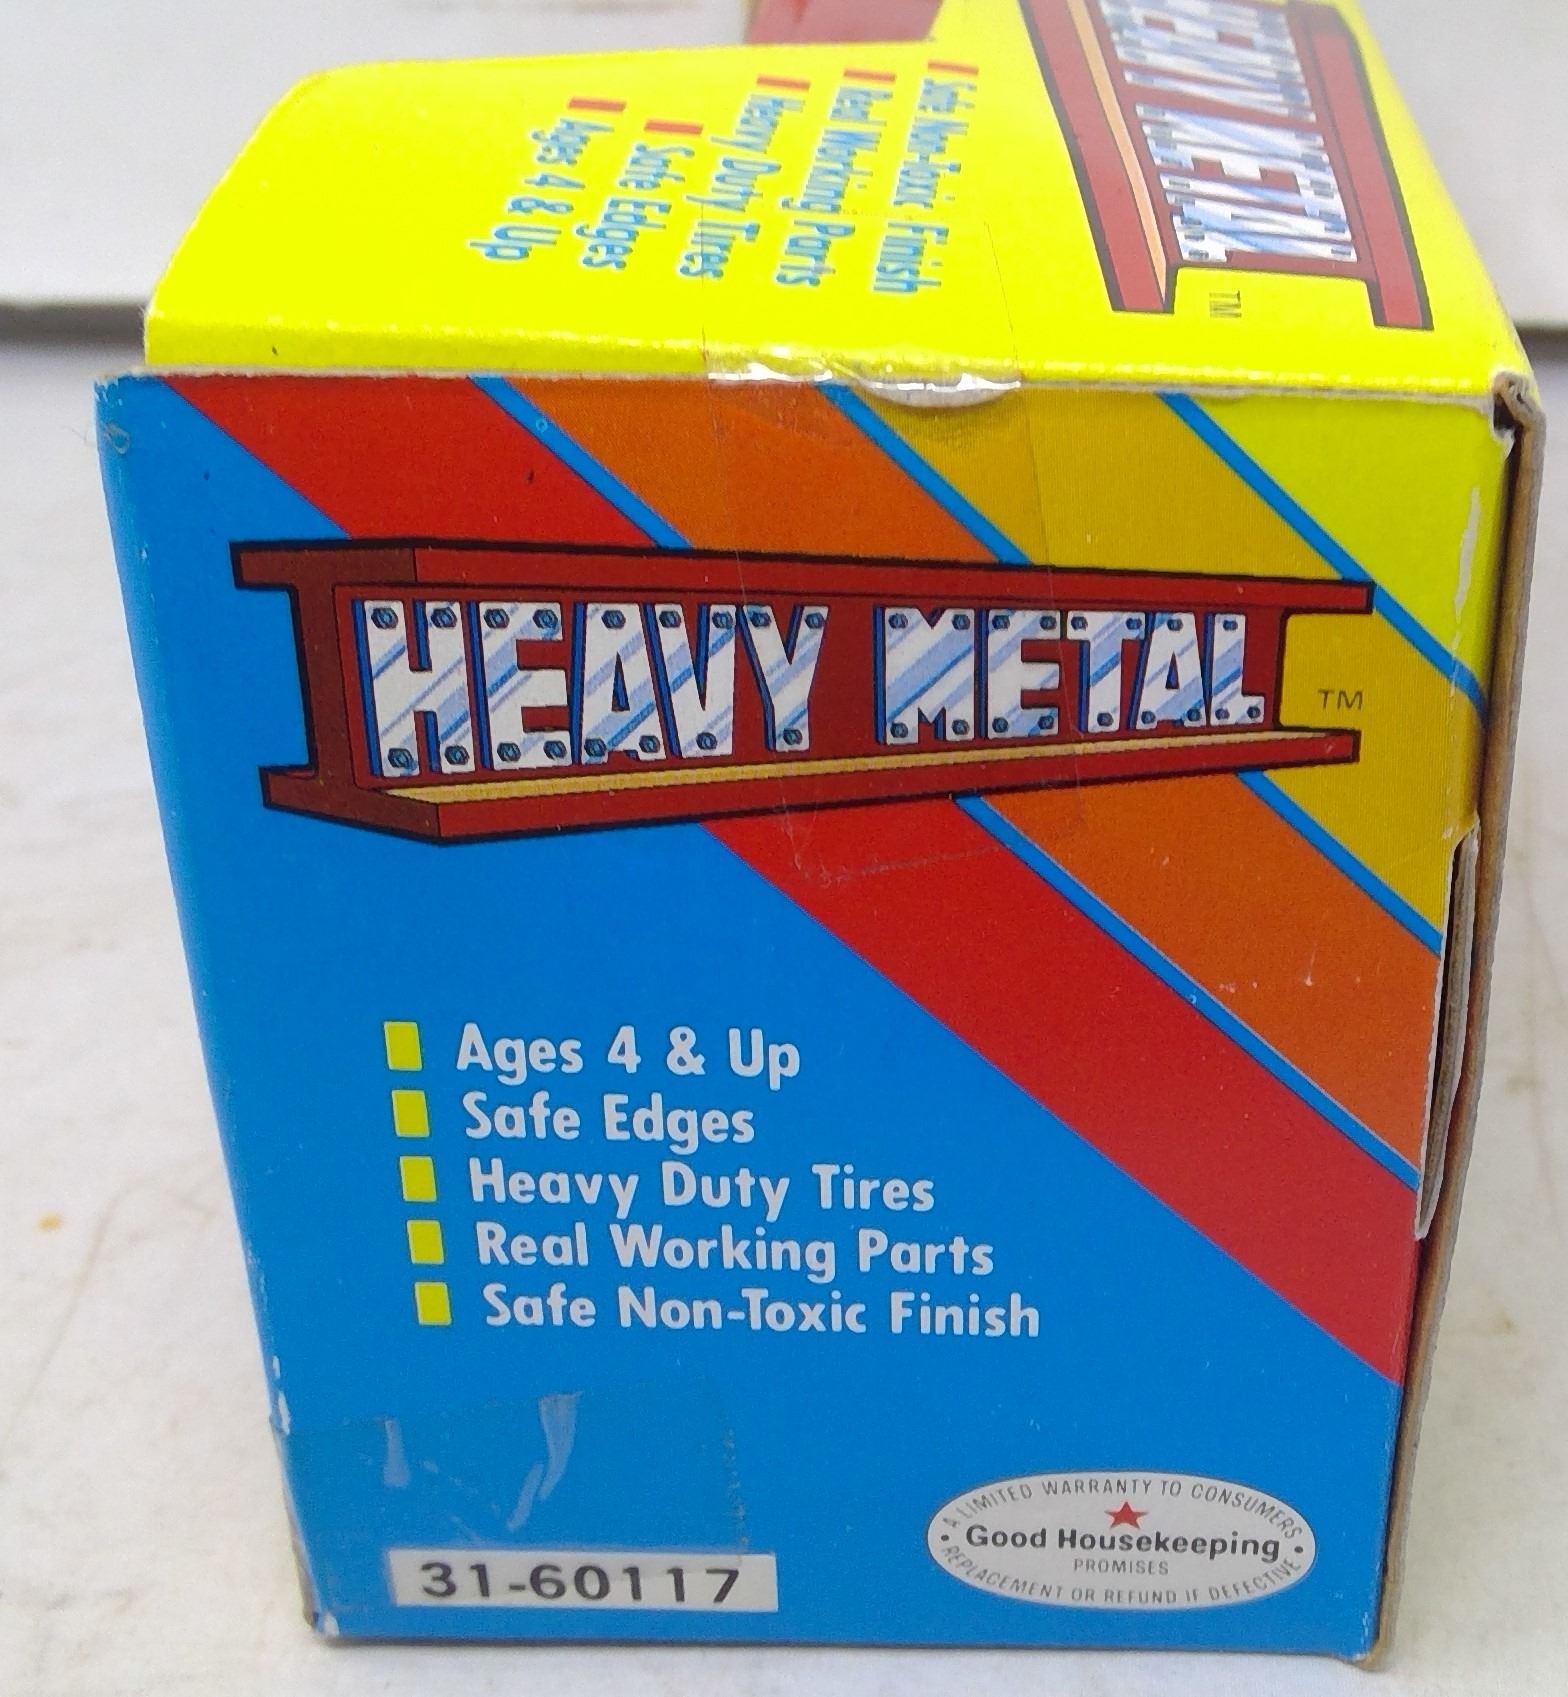 HEAVY METAL
TM
Safe Non-Toxic Finish
Real Working Parts
Heavy Duty Tires
Safe Edges
Ages 4 & Up
HEAVY METAL
TM
Ages 4 & Up
Safe Edges
Heavy Duty Tires
Real Working Parts
Safe Non-Toxic Finish
31-60117
A LIMITED WARRANTY TO CONSUMERS
Good Housekeeping
PROMISES
REPLACEMENT OR REFUND IF DEFECTIVE